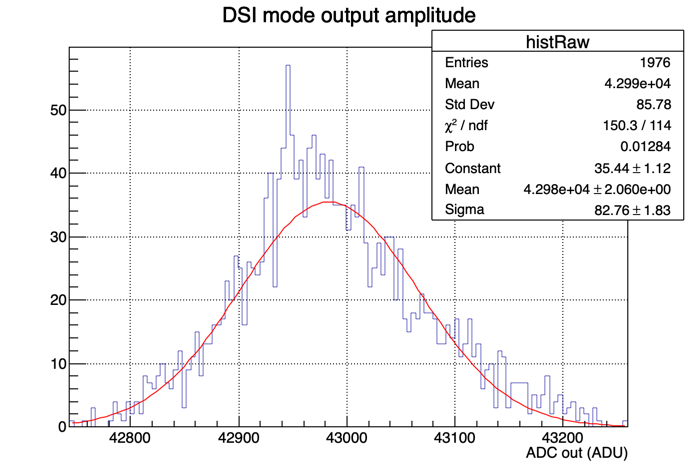 DSI mode output amplitude
histRaw
Entries 1976
Mean 4.299e+04
Std Dev 85.78
χ² / ndf 150.3 / 114
Prob 0.01284
Constant 35.44 ± 1.12
Mean 4.298e+04 ± 2.060e+00
Sigma 82.76 ± 1.83
50
40
30
20
10
0
42800 42900 43000 43100 43200
ADC out (ADU)